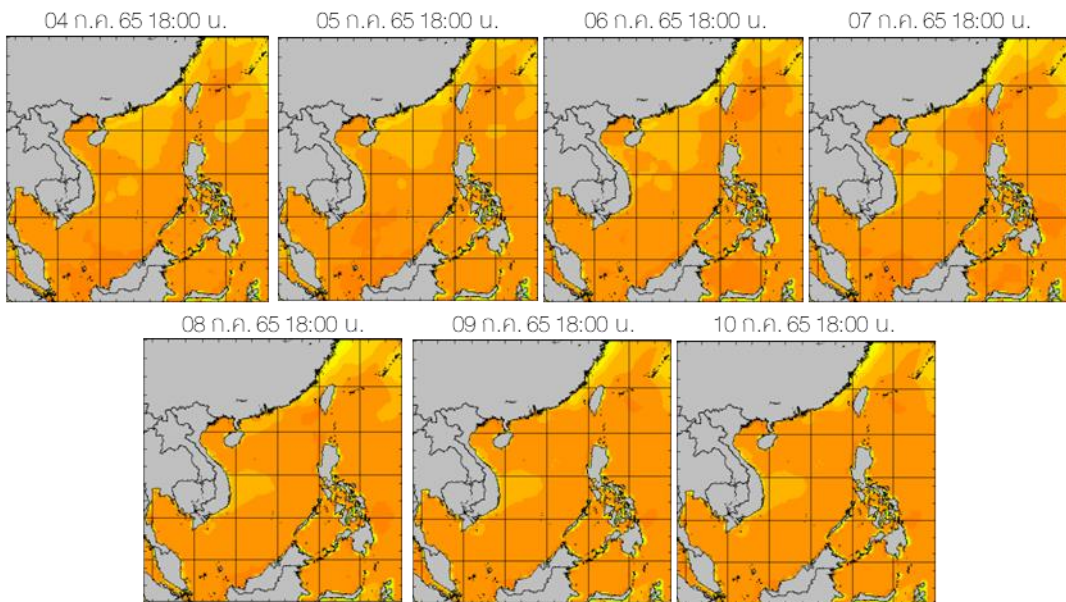 04 ก.ค. 65 18:00 น.
05 ก.ค. 65 18:00 น.
06 ก.ค. 65 18:00 น.
07 ก.ค. 65 18:00 น.
08 ก.ค. 65 18:00 น.
09 ก.ค. 65 18:00 น.
10 ก.ค. 65 18:00 น.